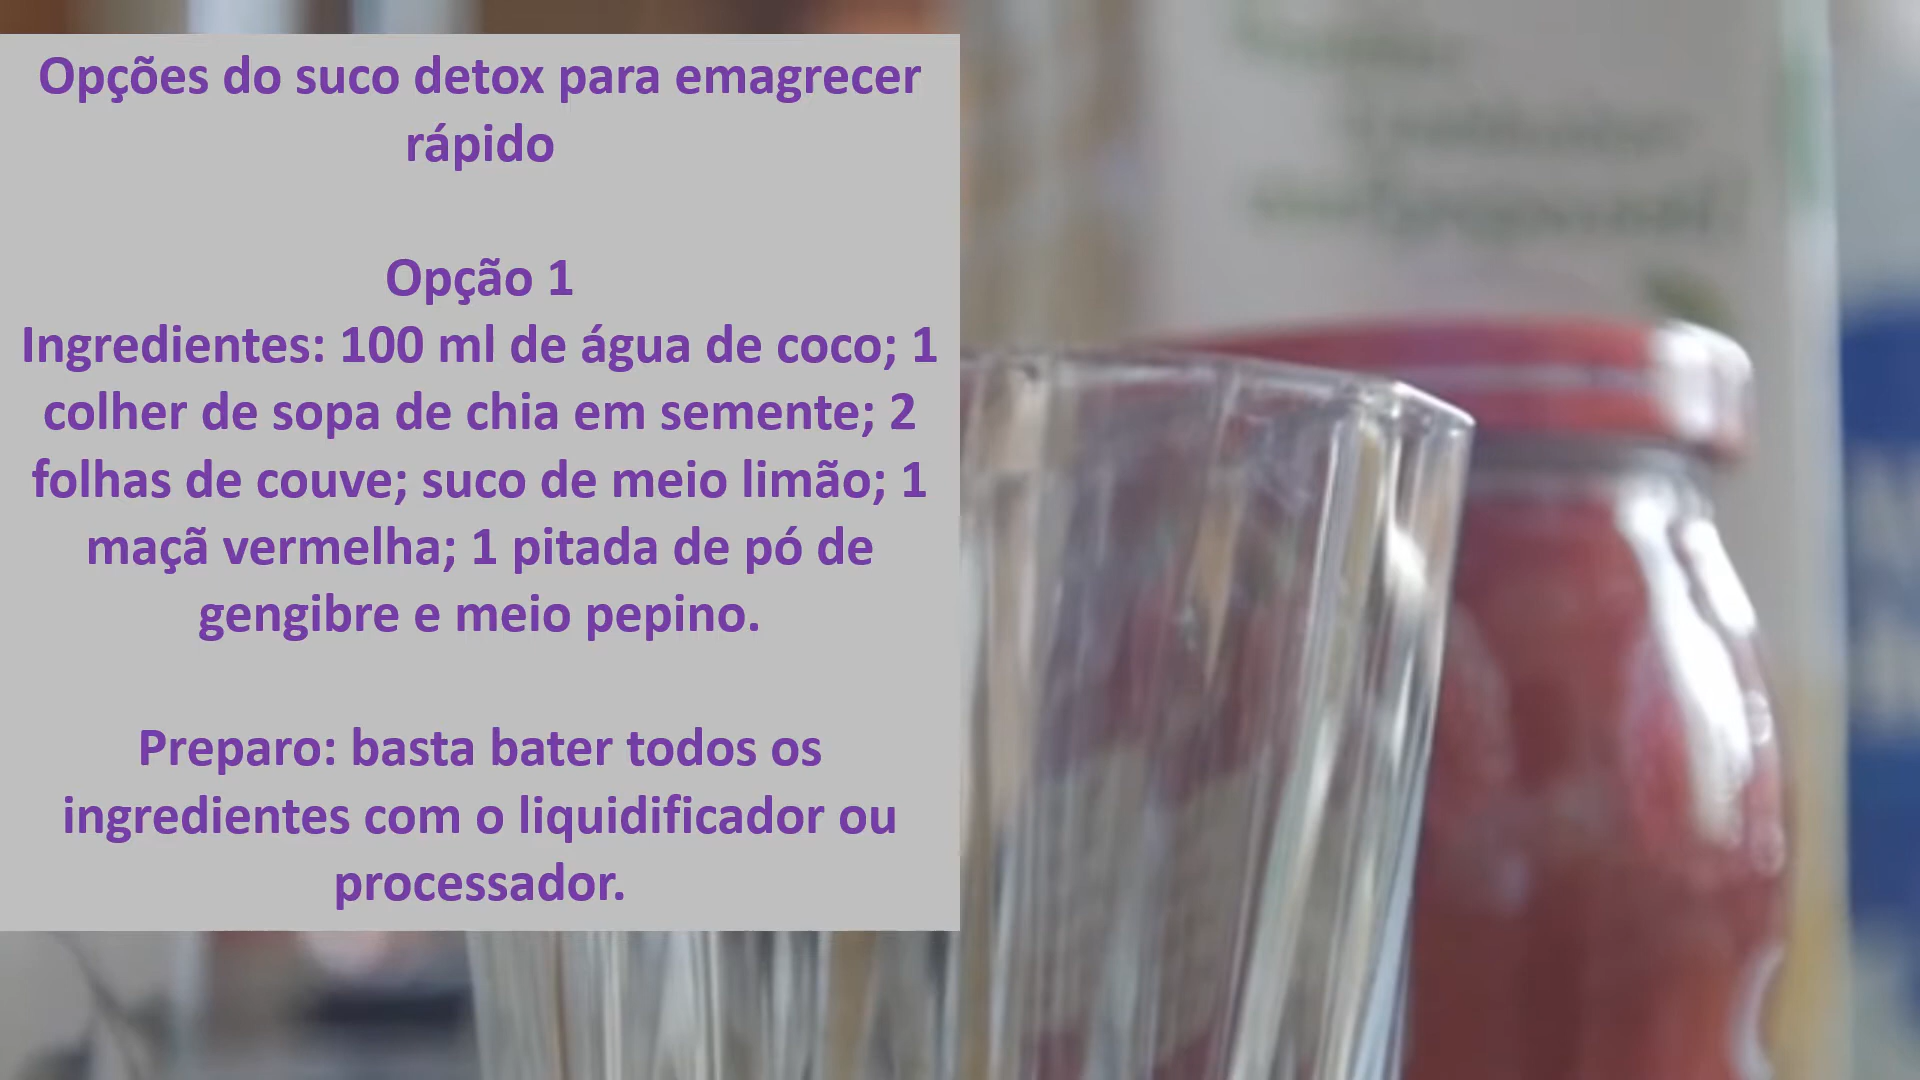 Opções do suco detox para emagrecer
rápido
Opção 1
Ingredientes: 100 ml de água de coco; 1
colher de sopa de chia em semente; 2
folhas de couve; suco de meio limão; 1
maçã vermelha; 1 pitada de pó de
gengibre e meio pepino.
Preparo: basta bater todos os
ingredientes com o liquidificador ou
processador.